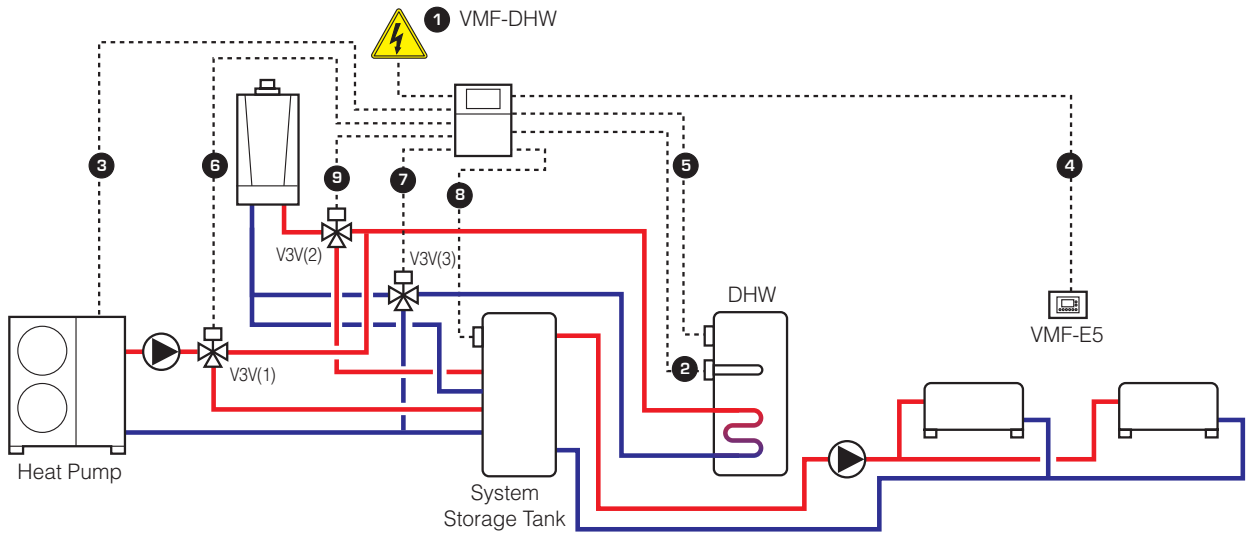 1 VMF-DHW
3
6
9
7
8
5
4
V3V(2)
V3V(3)
DHW
VMF-E5
V3V(1)
2
Heat Pump
System
Storage Tank